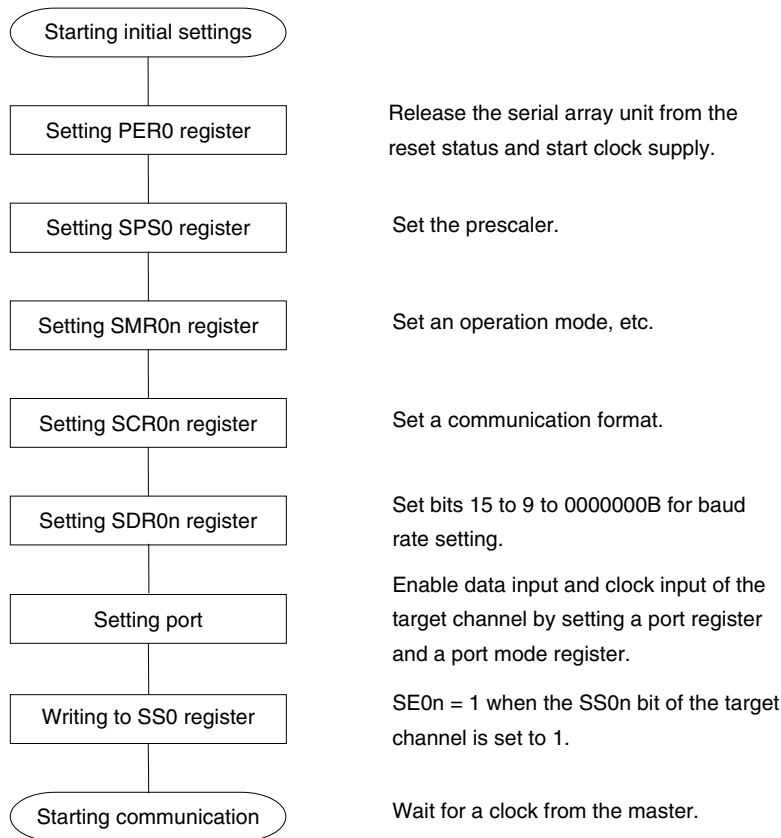 Starting initial settings
Setting PER0 register
Release the serial array unit from the
reset status and start clock supply.
Setting SPS0 register
Set the prescaler.
Setting SMR0n register
Set an operation mode, etc.
Setting SCR0n register
Set a communication format.
Setting SDR0n register
Set bits 15 to 9 to 0000000B for baud
rate setting.
Setting port
Enable data input and clock input of the
target channel by setting a port register
and a port mode register.
Writing to SS0 register
SE0n = 1 when the SS0n bit of the target
channel is set to 1.
Starting communication
Wait for a clock from the master.